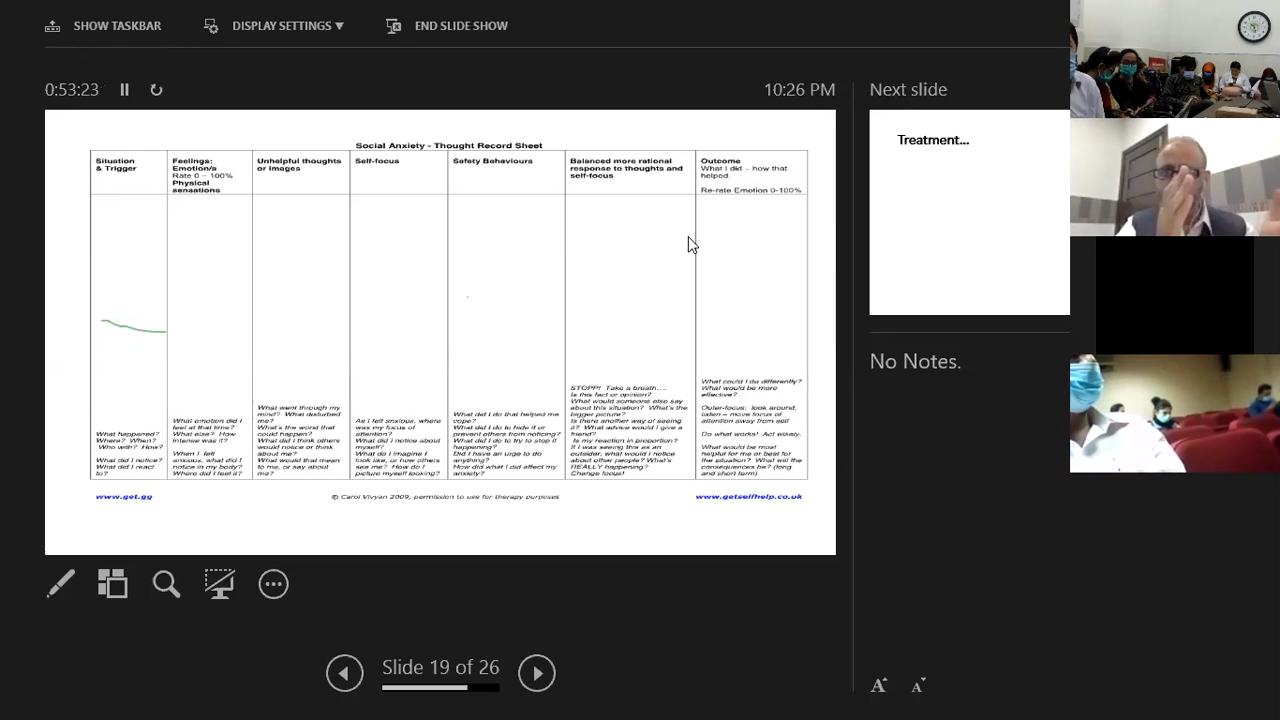 SHOW TASKBAR
DISPLAY SETTINGS ▼
END SLIDE SHOW
0:53:23
10:26 PM
Next slide
Treatment...
No Notes.
Social Anxiety - Thought Record Sheet
Situation
& Trigger
Feelings:
Emotion/s
Rate 0 – 100%
Physical
sensations
Unhelpful thoughts
or images
Self-focus
Safety Behaviours
Balanced more rational
response to thoughts and
self-focus
Outcome
What I did – how that
helped.
Re-rate Emotion 0-100%
What happened?
Where? When?
Who with? How?
What did I notice?
What did I react
to?
What emotion did I
feel at that time?
What else? How
intense was it?
When I felt
anxious, what did I
notice in my body?
Where did I feel it?
What went through my
mind? What disturbed
me?
What's the worst that
could happen?
What did I think others
would notice or think
about me?
What would that mean
to me, or say about
me?
As I felt anxious, where
was my focus of
attention?
What did I notice about
myself?
What do I imagine I
look like, or how others
see me? How do I
picture myself looking?
What did I do that helped me
cope?
What did I do to hide it or
prevent others from noticing?
What did I do to try to stop it
happening?
Did I have an urge to do
anything?
How did what I did affect my
anxiety?
STOPP! Take a breath....
Is this fact or opinion?
What would someone else say
about this situation? What's the
bigger picture?
Is there another way of seeing
it? What advice would I give a
friend?
Is my reaction in proportion?
If I was seeing this as an
outsider, what would I notice
about other people? What's
REALLY happening?
Change focus!
What could I do differently?
What would be more
effective?
Outer-focus: look around,
listen – move focus of
attention away from self
Do what works! Act wisely.
What would be most
helpful for me or best for
the situation? What will the
consequences be? (long
and short term)
www.get.gg
© Carol Vivyan 2009, permission to use for therapy purposes
www.getselfhelp.co.uk
Slide 19 of 26
A A